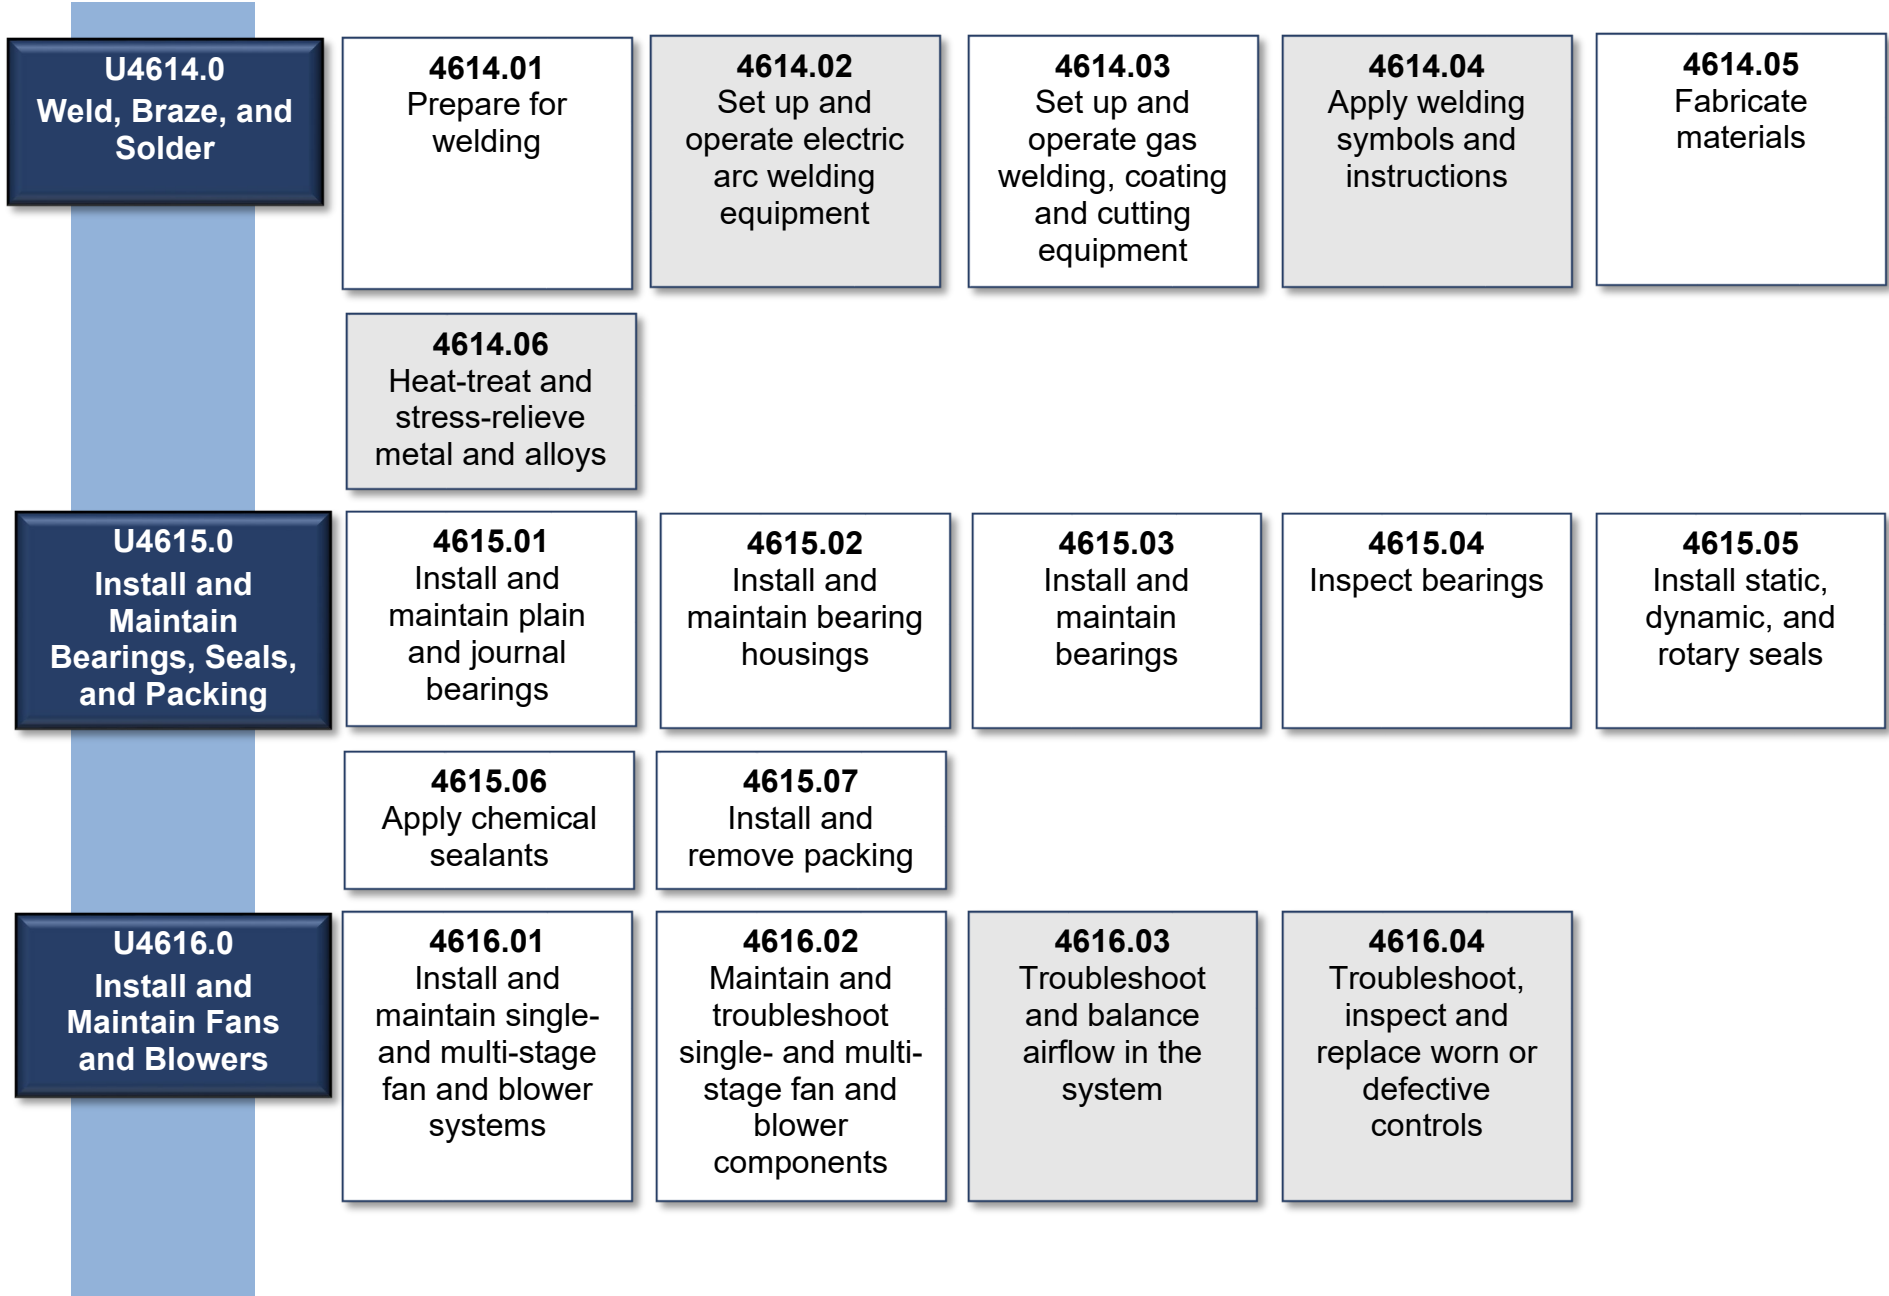 U4614.0
Weld, Braze, and
Solder
4614.01
Prepare for
welding
4614.02
Set up and
operate electric
arc welding
equipment
4614.03
Set up and
operate gas
welding, coating
and cutting
equipment
4614.04
Apply welding
symbols and
instructions
4614.05
Fabricate
materials
4614.06
Heat-treat and
stress-relieve
metal and alloys
U4615.0
Install and
Maintain
Bearings, Seals,
and Packing
4615.01
Install and
maintain plain
and journal
bearings
4615.02
Install and
maintain bearing
housings
4615.03
Install and
maintain
bearings
4615.04
Inspect bearings
4615.05
Install static,
dynamic, and
rotary seals
4615.06
Apply chemical
sealants
4615.07
Install and
remove packing
U4616.0
Install and
Maintain Fans
and Blowers
4616.01
Install and
maintain single-
and multi-stage
fan and blower
systems
4616.02
Maintain and
troubleshoot
single- and multi-
stage fan and
blower
components
4616.03
Troubleshoot
and balance
airflow in the
system
4616.04
Troubleshoot,
inspect and
replace worn or
defective
controls